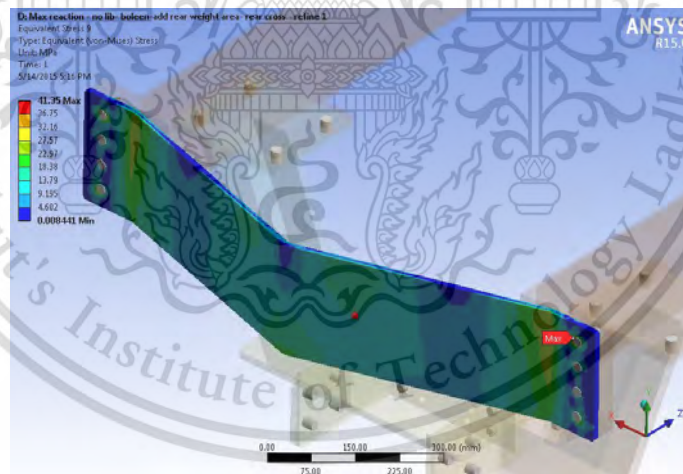 D: Max reaction - no lib- boleen-add rear weight area- rear cross - refine 1
Equivalent Stress 9
Type: Equivalent (von-Mises) Stress
Unit: MPa
Time: 1
5/14/2015 5:16 PM
ANSYS
R15.0
41.35 Max
36.75
32.16
27.57
22.97
18.38
13.79
9.195
4.602
0.008441 Min
Max
ut's Institute of Technology Ladk
X
Y
Z
0.00
150.00
300.00 (mm)
75.00
225.00